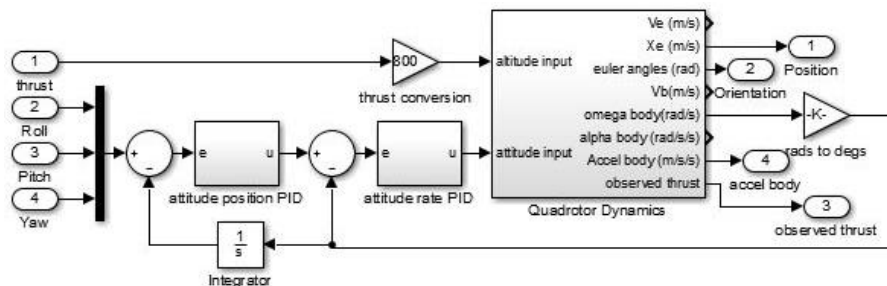 1
thrust
2
Roll
3
Pitch
4
Yaw
800
thrust conversion
+
−
e
u
attitude position PID
+
−
e
u
attitude rate PID
1
s
Integrator
altitude input
attitude input
Ve (m/s)
Xe (m/s)
euler angles (rad)
Vb(m/s)
omega body(rad/s)
alpha body (rad/s/s)
Accel body (m/s/s)
observed thrust
Quadrotor Dynamics
1
Position
2
Orientation
-K-
rads to degs
4
accel body
3
observed thrust